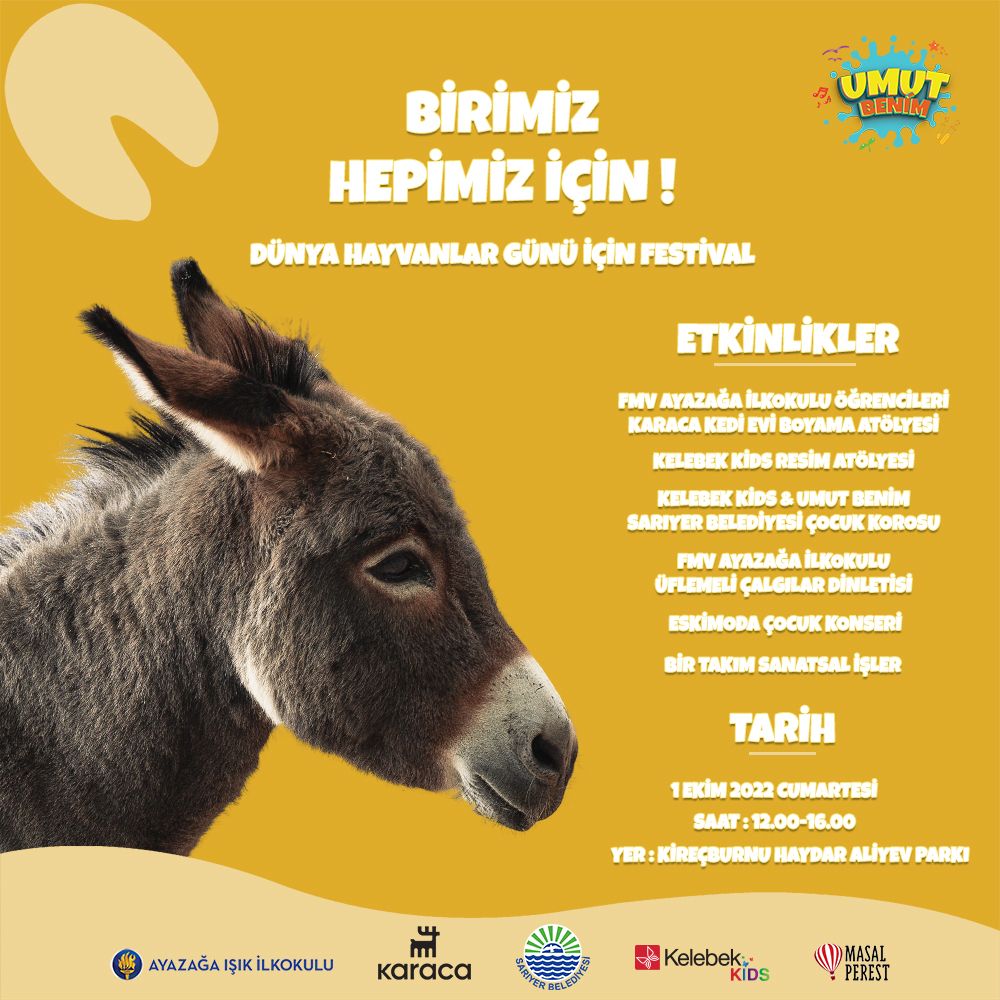 UMUT
BENİM
BİRİMİZ
HEPİMİZ İÇİN !
DÜNYA HAYVANLAR GÜNÜ İÇİN FESTİVAL
ETKİNLİKLER
FMV AYAZAĞA İLKOKULU ÖĞRENCİLERİ
KARACA KEDİ EVİ BOYAMA ATÖLYESİ
KELEBEK KİDS RESİM ATÖLYESİ
KELEBEK KİDS & UMUT BENİM
SARIYER BELEDİYESİ ÇOCUK KOROSU
FMV AYAZAĞA İLKOKULU
ÜFLEMELİ ÇALGILAR DİNLETİSİ
ESKİMODA ÇOCUK KONSERİ
BİR TAKIM SANATSAL İŞLER
TARİH
1 EKİM 2022 CUMARTESİ
SAAT : 12.00-16.00
YER : KİREÇBURNU HAYDAR ALİYEV PARKI
AYAZAĞA IŞIK İLKOKULU
karaca
SARIYER BELEDİYESİ
Kelebek
KIDS
MASAL
PEREST